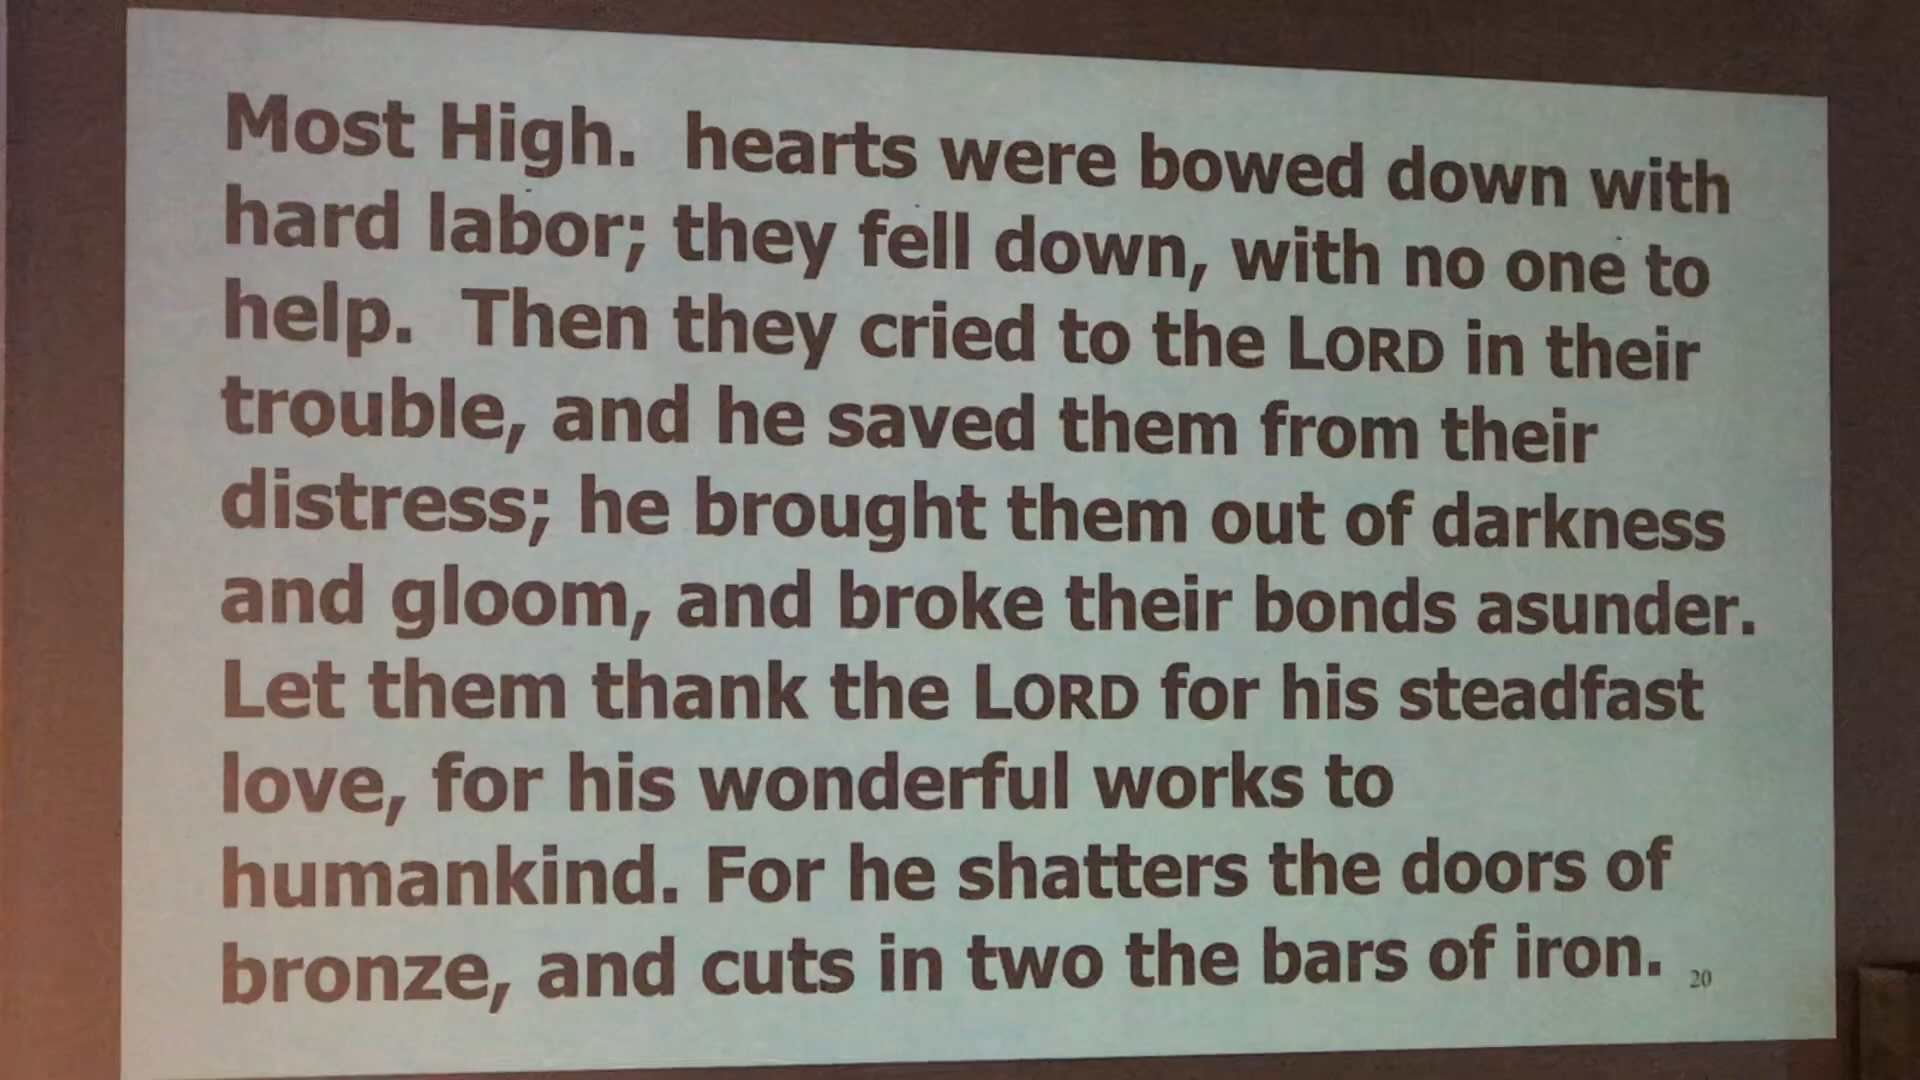 Most High.  hearts were bowed down with
hard labor; they fell down, with no one to
help.  Then they cried to the LORD in their
trouble, and he saved them from their
distress; he brought them out of darkness
and gloom, and broke their bonds asunder.
Let them thank the LORD for his steadfast
love, for his wonderful works to
humankind. For he shatters the doors of
bronze, and cuts in two the bars of iron.
20